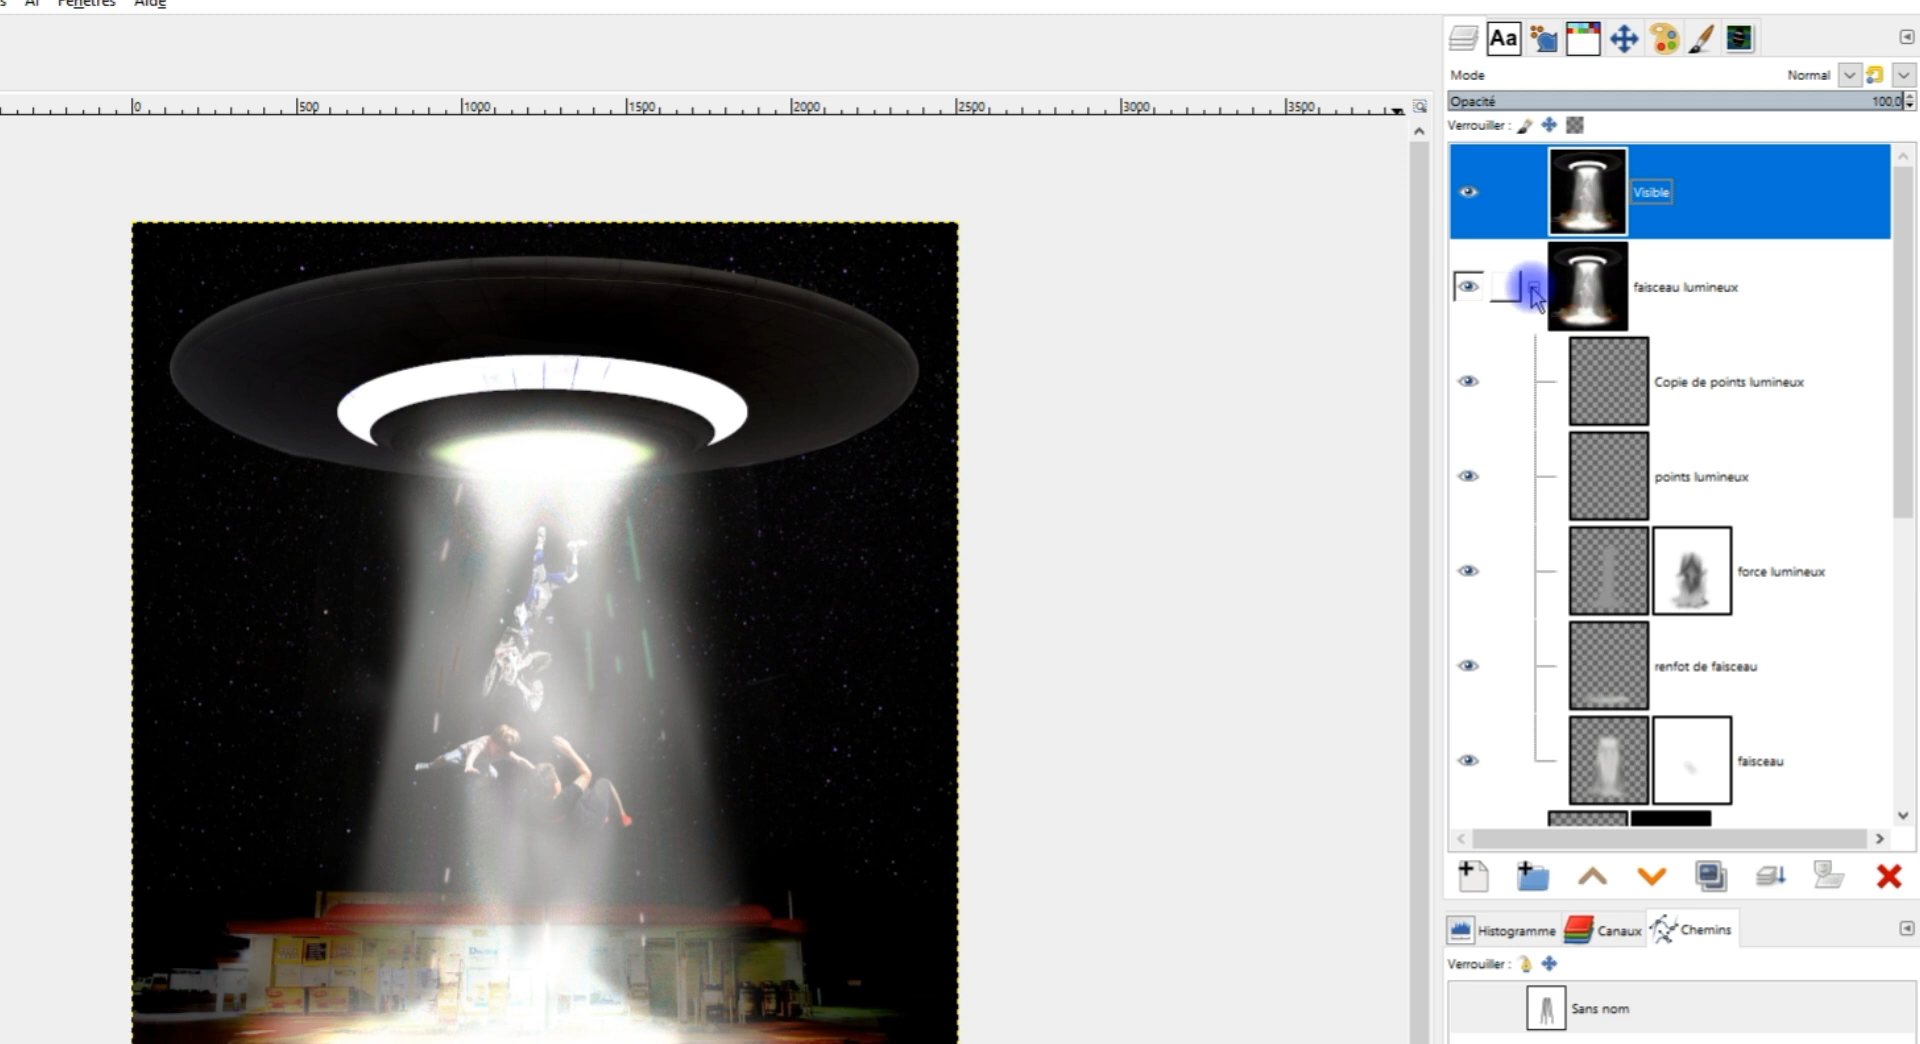 s Al Fenêtres Aide
Aa
Mode Normal
Opacité 100,0
Verrouiller :
0 500 1000 1500 2000 2500 3000 3500
Visible
faisceau lumineux
Copie de points lumineux
points lumineux
force lumineux
renfot de faisceau
faisceau
Histogramme Canaux Chemins
Verrouiller :
Sans nom